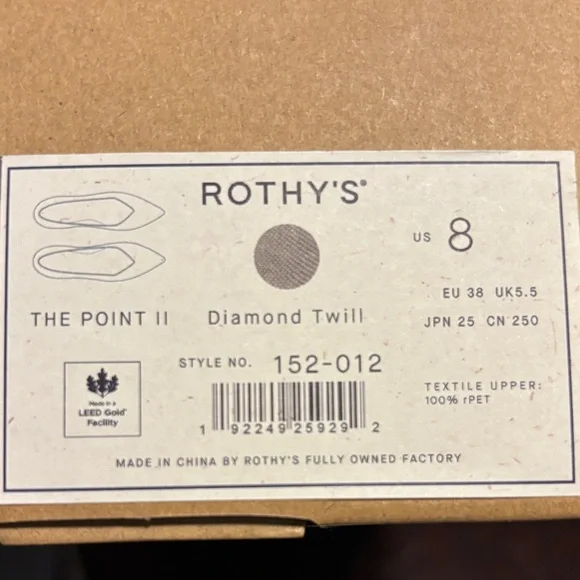 ROTHY'S®
US 8
EU 38 UK5.5
THE POINT II
Diamond Twill
JPN 25 CN 250
STYLE NO. 152-012
TEXTILE UPPER:
100% rPET
Made in a
LEED Gold®
Facility
1 92249 25929 2
MADE IN CHINA BY ROTHY'S FULLY OWNED FACTORY